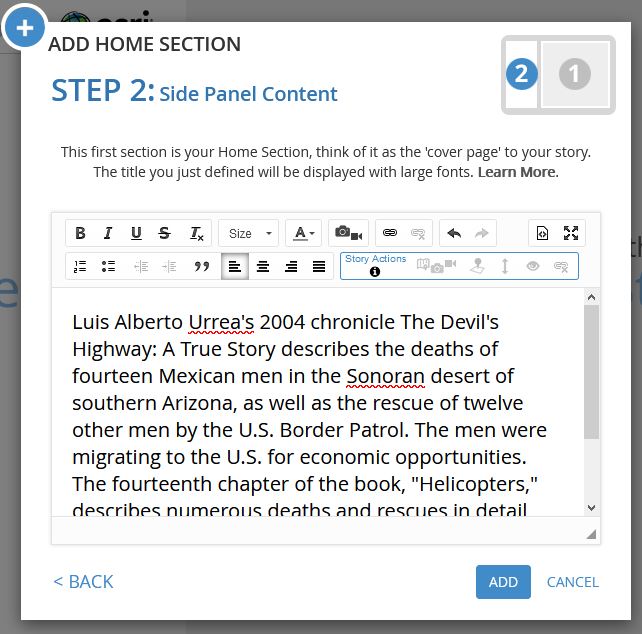 esri
ADD HOME SECTION
STEP 2: Side Panel Content
2 1
This first section is your Home Section, think of it as the 'cover page' to your story.
The title you just defined will be displayed with large fonts. Learn More.
B I U S Tx Size A
Story Actions
Luis Alberto Urrea's 2004 chronicle The Devil's
Highway: A True Story describes the deaths of
fourteen Mexican men in the Sonoran desert of
southern Arizona, as well as the rescue of twelve
other men by the U.S. Border Patrol. The men were
migrating to the U.S. for economic opportunities.
The fourteenth chapter of the book, "Helicopters,"
describes numerous deaths and rescues in detail
< BACK ADD CANCEL